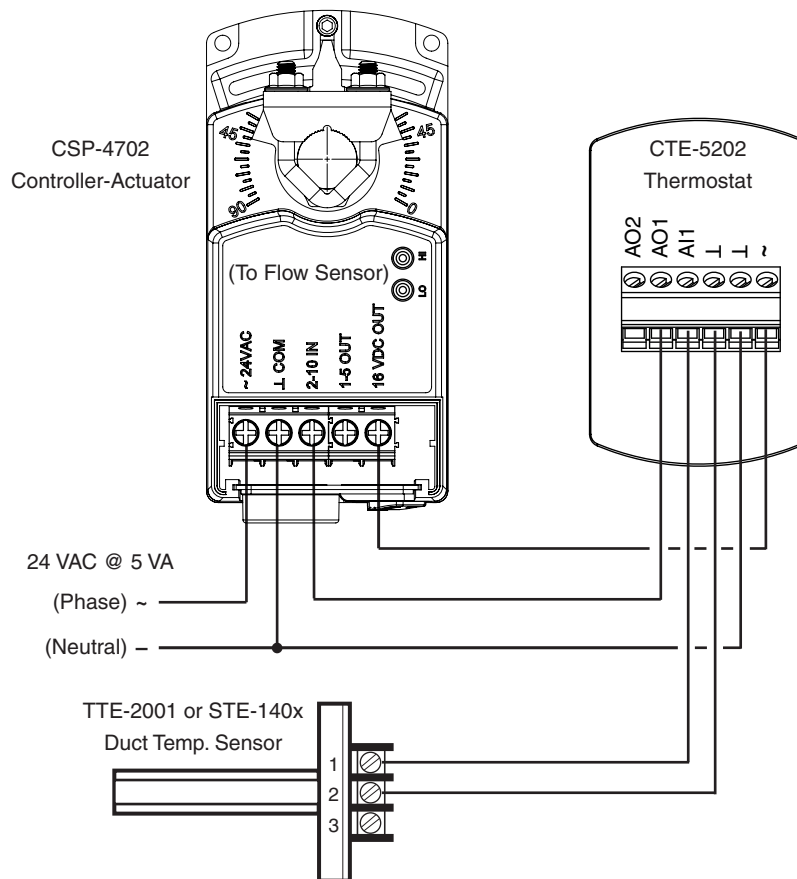 CSP-4702
Controller-Actuator
45
45
90
0
(To Flow Sensor)
HI
LO
~ 24VAC
⊥ COM
2-10 IN
1-5 OUT
16 VDC OUT
CTE-5202
Thermostat
AO2
AO1
AI1
⊥
⊥
~
24 VAC @ 5 VA
(Phase) ~
(Neutral) –
TTE-2001 or STE-140x
Duct Temp. Sensor
1
2
3